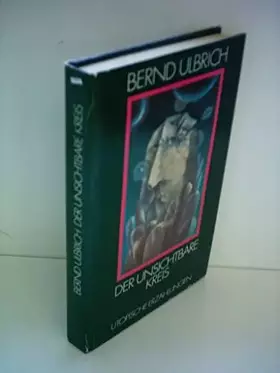 BERND ULBRICH DER UNSICHTBARE KREIS
BERND ULBRICH
DER UNSICHTBARE
KREIS
UTOPISCHE ERZÄHLUNGEN